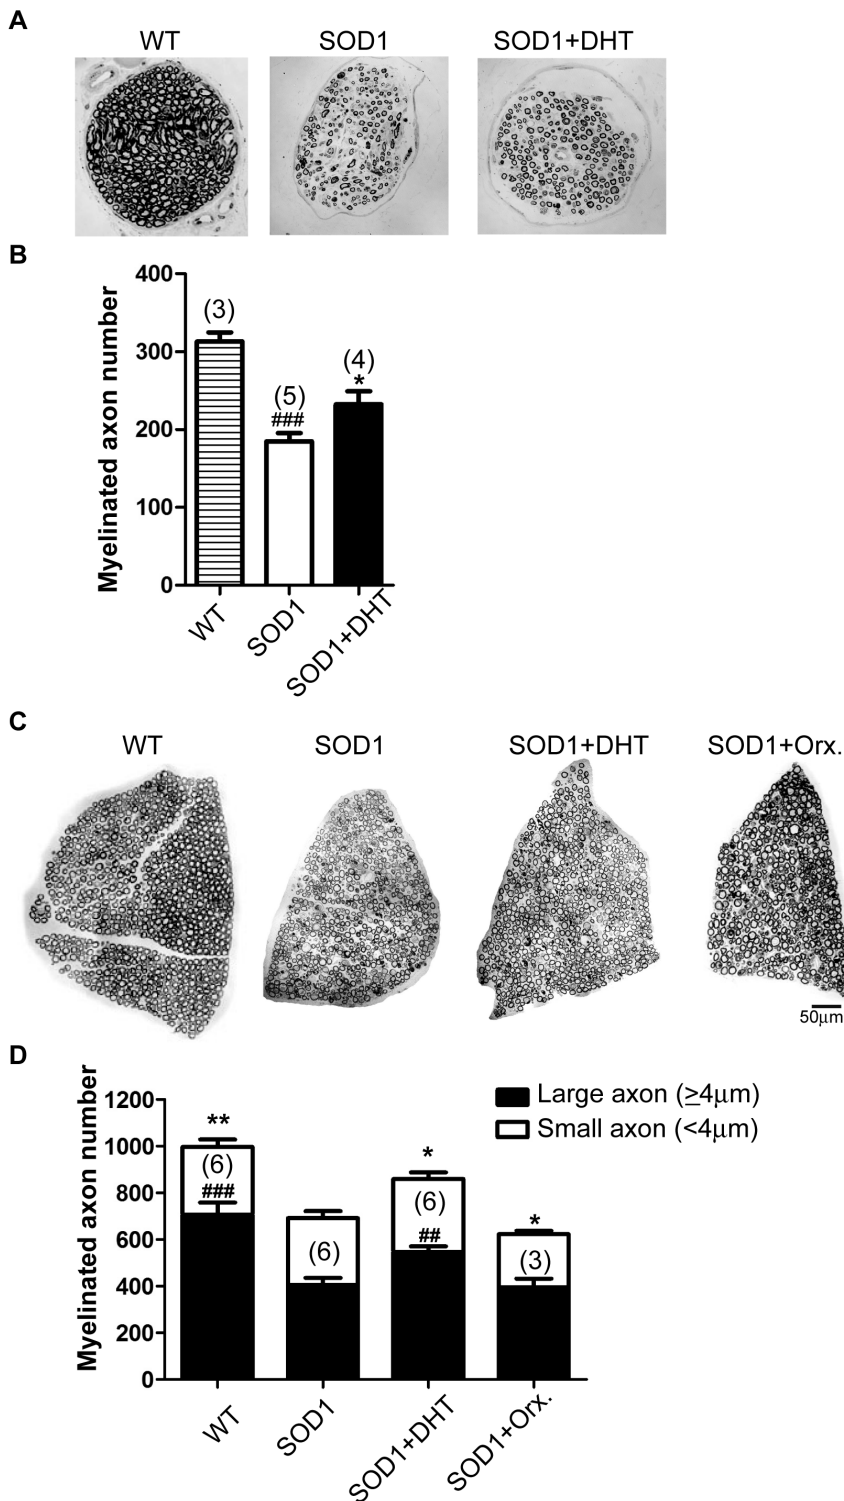 A
WT SOD1 SOD1+DHT
B
Myelinated axon number
400
300
200
100
0
(3)
(5)
###
(4)
*
WT
SOD1
SOD1+DHT
C
WT SOD1 SOD1+DHT SOD1+Orx.
50μm
D
Myelinated axon number
1200
1000
800
600
400
200
0
Large axon (≥4μm)
Small axon (<4μm)
**
(6)
###
(6)
*
(6)
##
*
(3)
WT
SOD1
SOD1+DHT
SOD1+Orx.